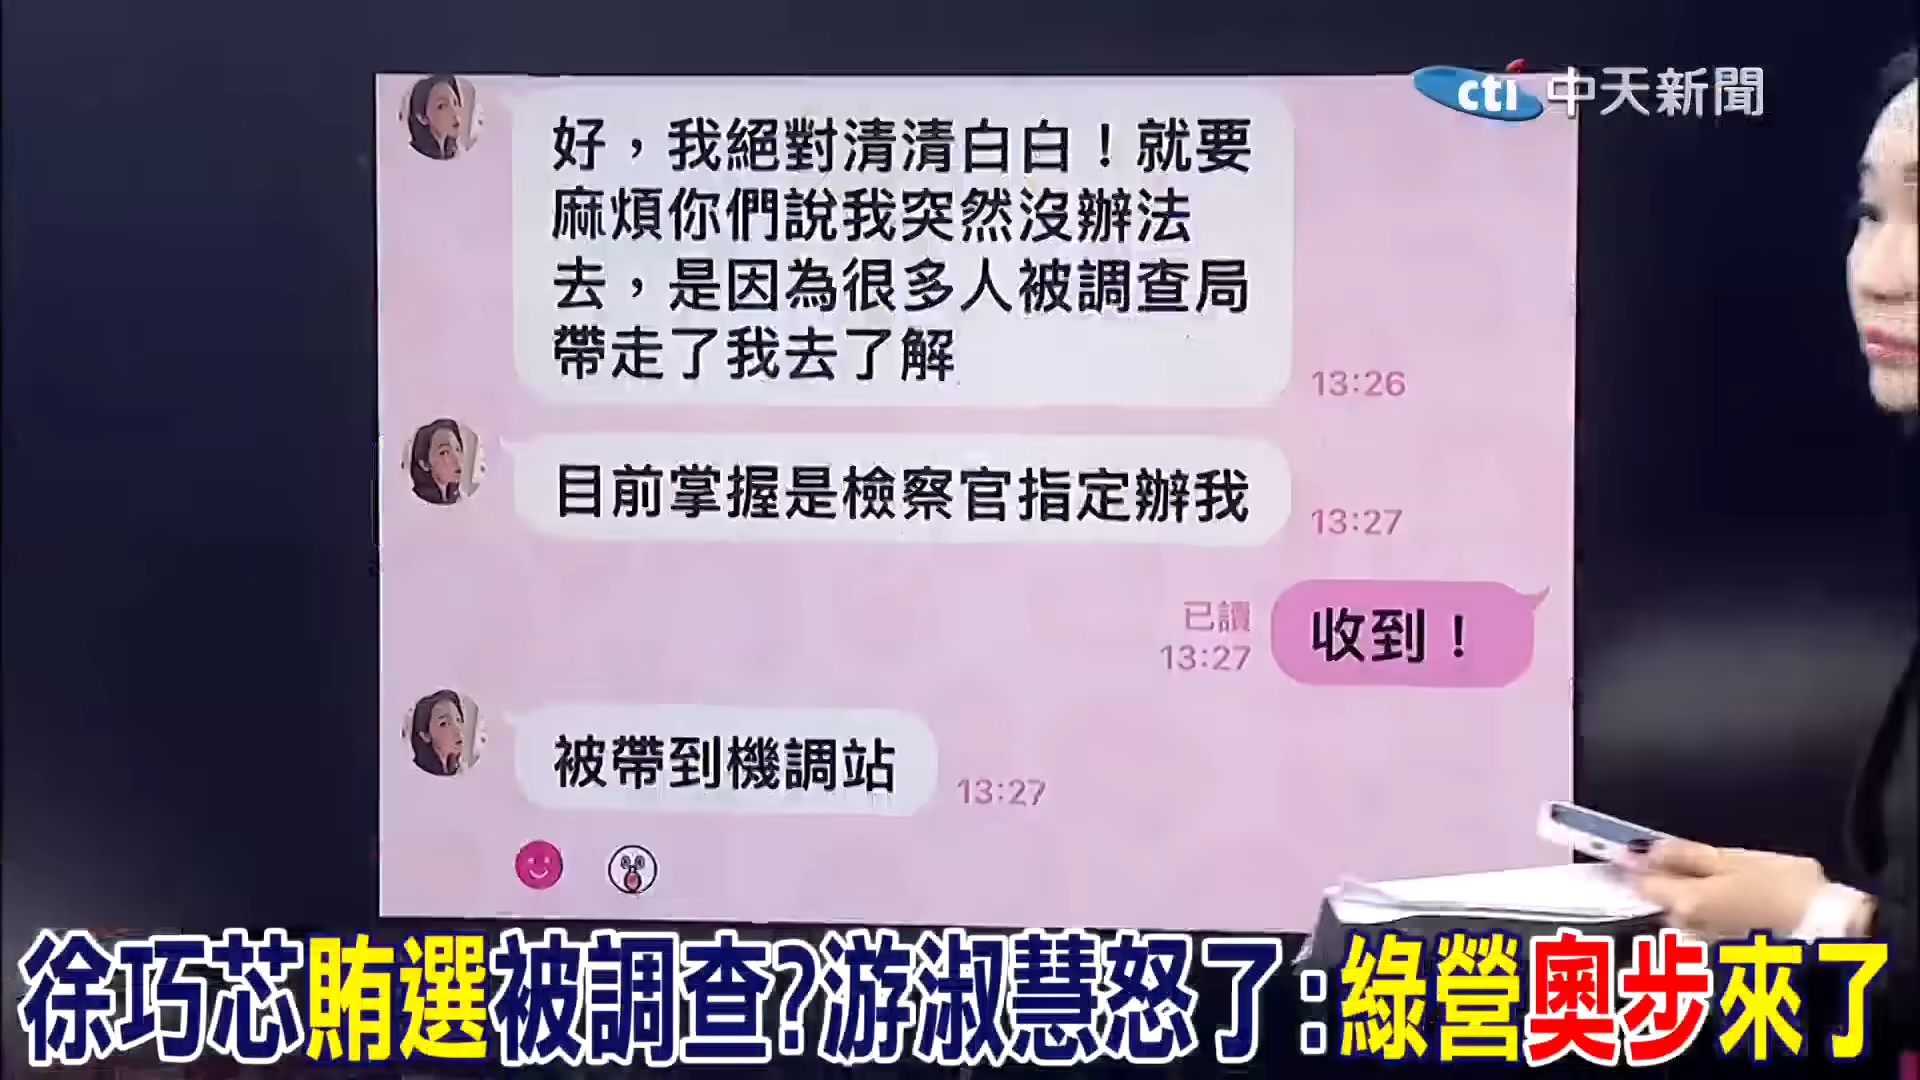 cti 中天新聞
好，我絕對清清白白！就要
麻煩你們說我突然沒辦法
去，是因為很多人被調查局
帶走了我去了解
13:26
目前掌握是檢察官指定辦我
13:27
已讀
13:27
收到！
被帶到機調站
13:27
徐巧芯賄選被調查?游淑慧怒了:綠營奧步來了